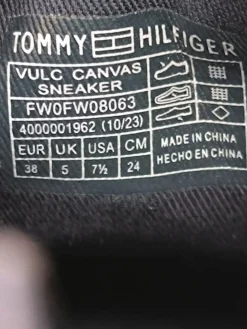 TOMMY HILFIGER
VULC CANVAS
SNEAKER
FW0FW08063
4000001962 (10/23)
EUR UK USA CM
38 5 7½ 24
MADE IN CHINA
HECHO EN CHINA